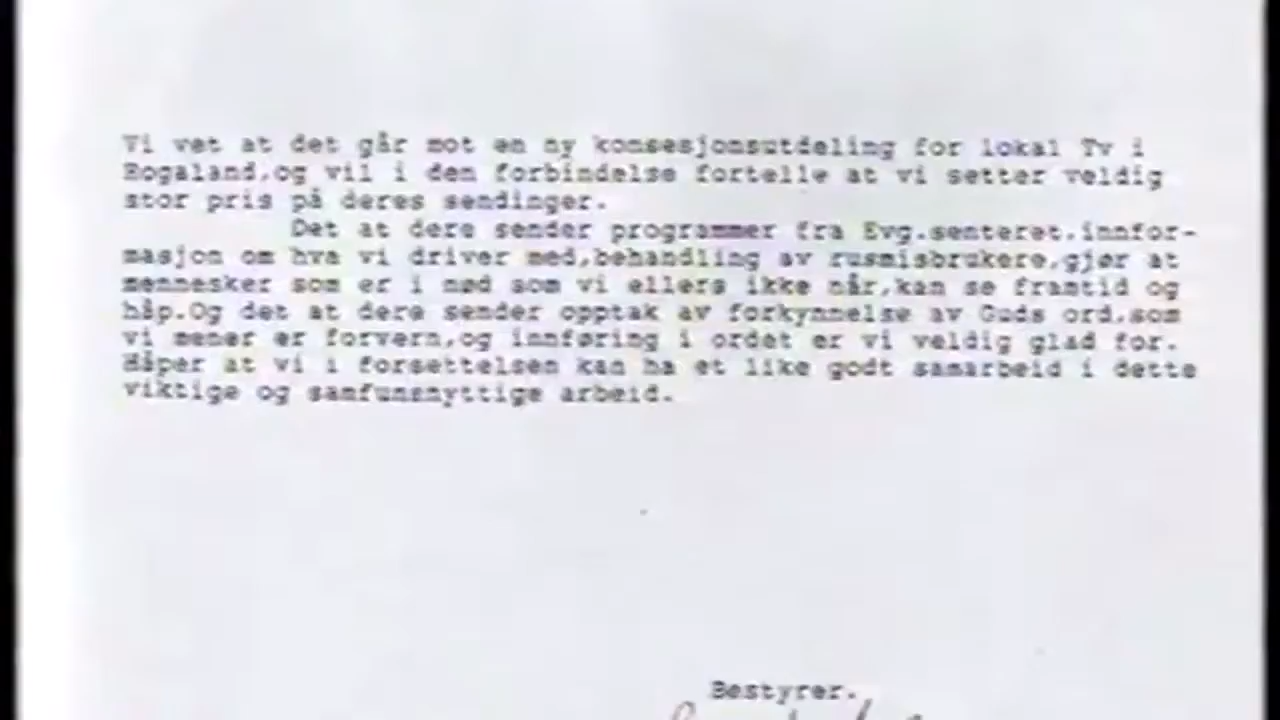 Vi vet at det går mot en ny konsesjonsutdeling for lokal Tv i
Rogaland,og vil i den forbindelse fortelle at vi setter veldig
stor pris på deres sendinger.
Det at dere sender programmer fra Evg.senteret,innfor-
masjon om hva vi driver med,behandling av rusmisbrukere,gjør at
mennesker som er i nød som vi ellers ikke når,kan se framtid og
håp.Og det at dere sender opptak av forkynnelse av Guds ord,som
vi mener er forvern,og innføring i ordet er vi veldig glad for.
Håper at vi i forsettelsen kan ha et like godt samarbeid i dette
viktige og samfunsnyttige arbeid.
Bestyrer.